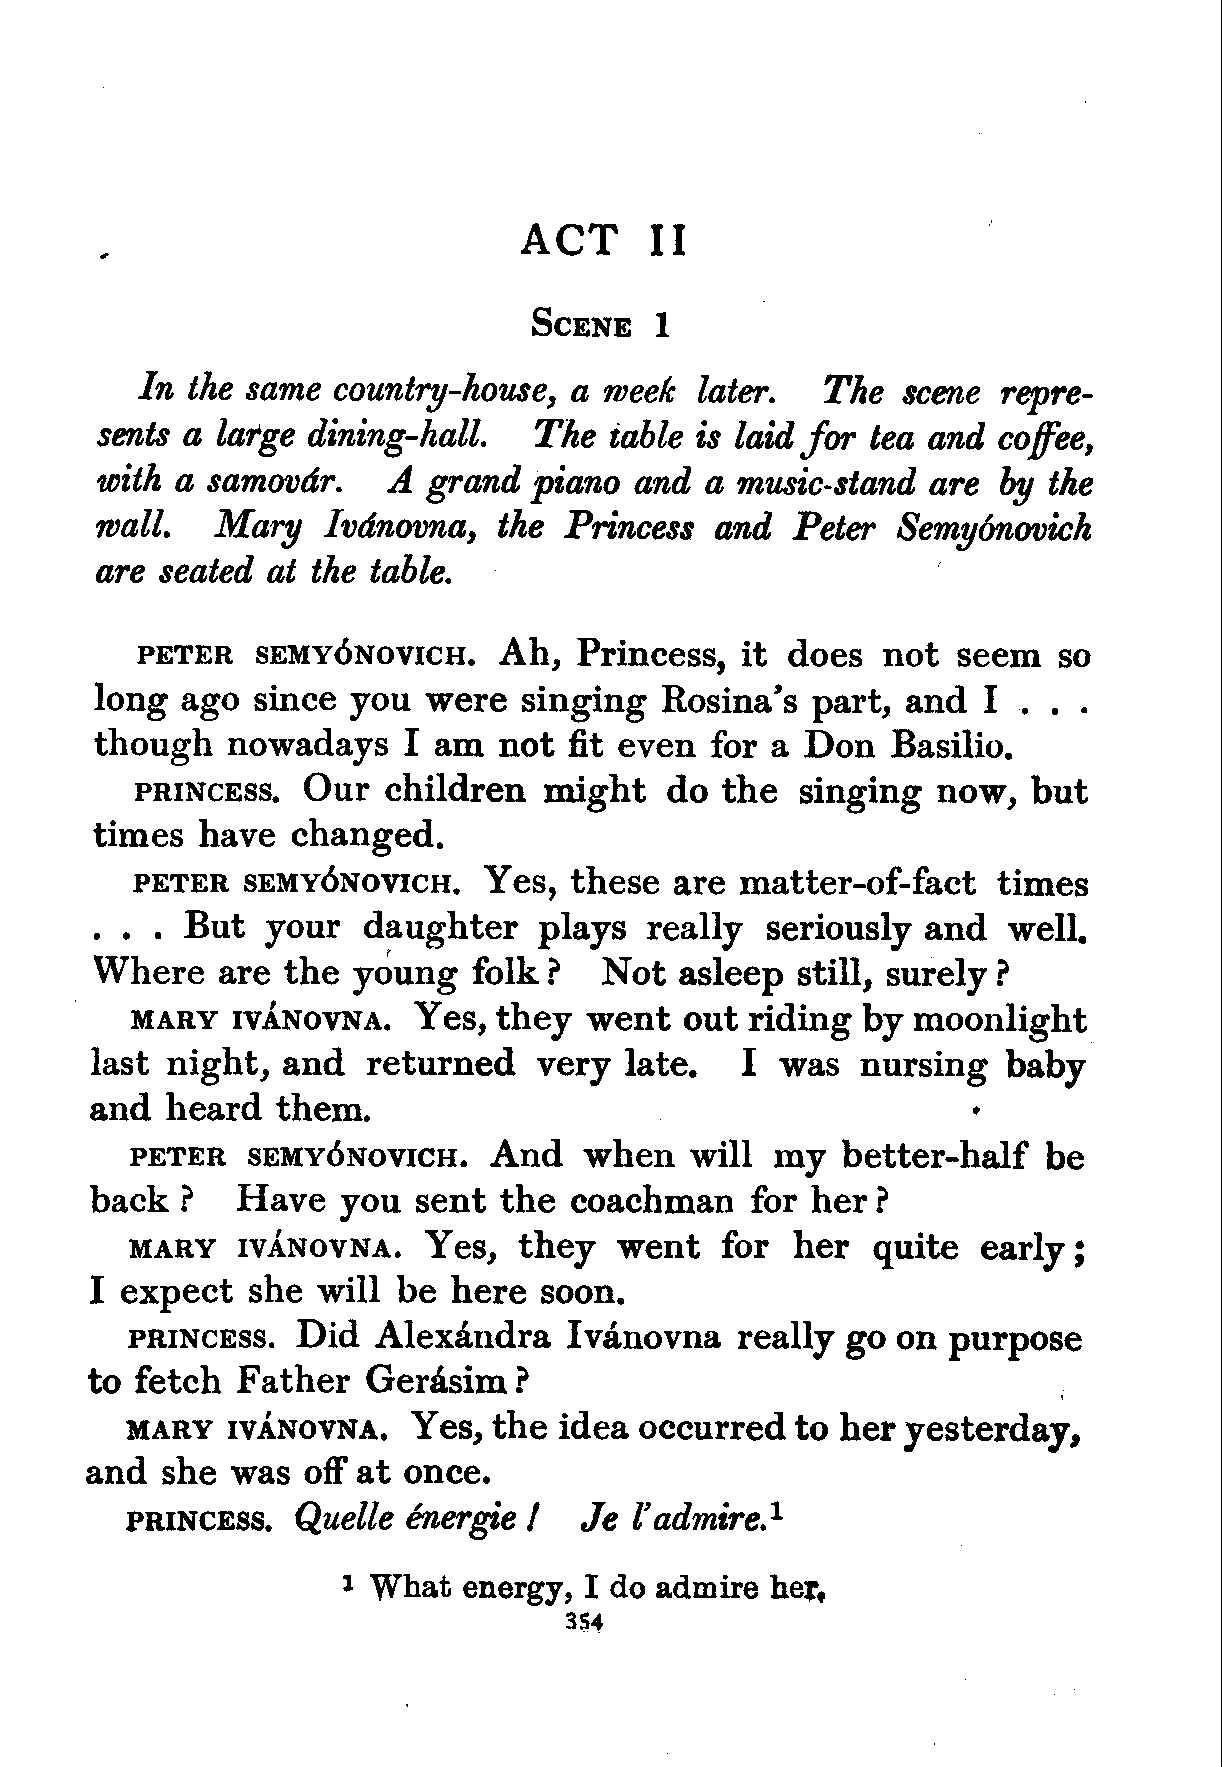 ACT II
Scene 1
In the same country-house, a week later. The scene repre-
sents a large dining-hall. The table is laid for tea and coffee,
with a samovár. A grand piano and a music-stand are by the
wall. Mary Ivánovna, the Princess and Peter Semyónovich
are seated at the table.
PETER SEMYÓNOVICH. Ah, Princess, it does not seem so
long ago since you were singing Rosina's part, and I . . .
though nowadays I am not fit even for a Don Basilio.
PRINCESS. Our children might do the singing now, but
times have changed.
PETER SEMYÓNOVICH. Yes, these are matter-of-fact times
. . . But your daughter plays really seriously and well.
Where are the young folk? Not asleep still, surely?
MARY IVÁNOVNA. Yes, they went out riding by moonlight
last night, and returned very late. I was nursing baby
and heard them.
PETER SEMYÓNOVICH. And when will my better-half be
back? Have you sent the coachman for her?
MARY IVÁNOVNA. Yes, they went for her quite early;
I expect she will be here soon.
PRINCESS. Did Alexándra Ivánovna really go on purpose
to fetch Father Gerásim?
MARY IVÁNOVNA. Yes, the idea occurred to her yesterday,
and she was off at once.
PRINCESS. Quelle énergie! Je l'admire.¹
¹ What energy, I do admire her.
354